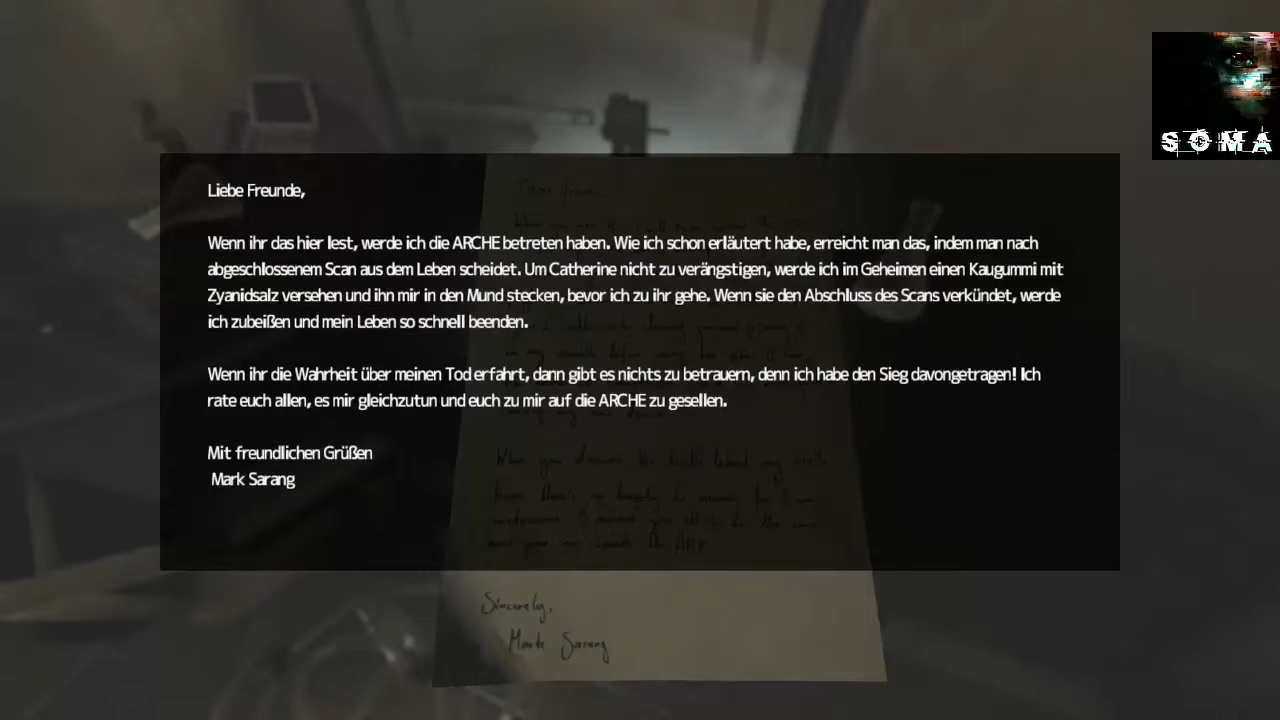 SOMA
Liebe Freunde,
Wenn ihr das hier lest, werde ich die ARCHE betreten haben. Wie ich schon erläutert habe, erreicht man das, indem man nach
abgeschlossenem Scan aus dem Leben scheidet. Um Catherine nicht zu verängstigen, werde ich im Geheimen einen Kaugummi mit
Zyanidsalz versehen und ihn mir in den Mund stecken, bevor ich zu ihr gehe. Wenn sie den Abschluss des Scans verkündet, werde
ich zubeißen und mein Leben so schnell beenden.
Wenn ihr die Wahrheit über meinen Tod erfahrt, dann gibt es nichts zu betrauern, denn ich habe den Sieg davongetragen! Ich
rate euch allen, es mir gleichzutun und euch zu mir auf die ARCHE zu gesellen.
Mit freundlichen Grüßen
Mark Sarang
Sincerely,
Mark Sarang